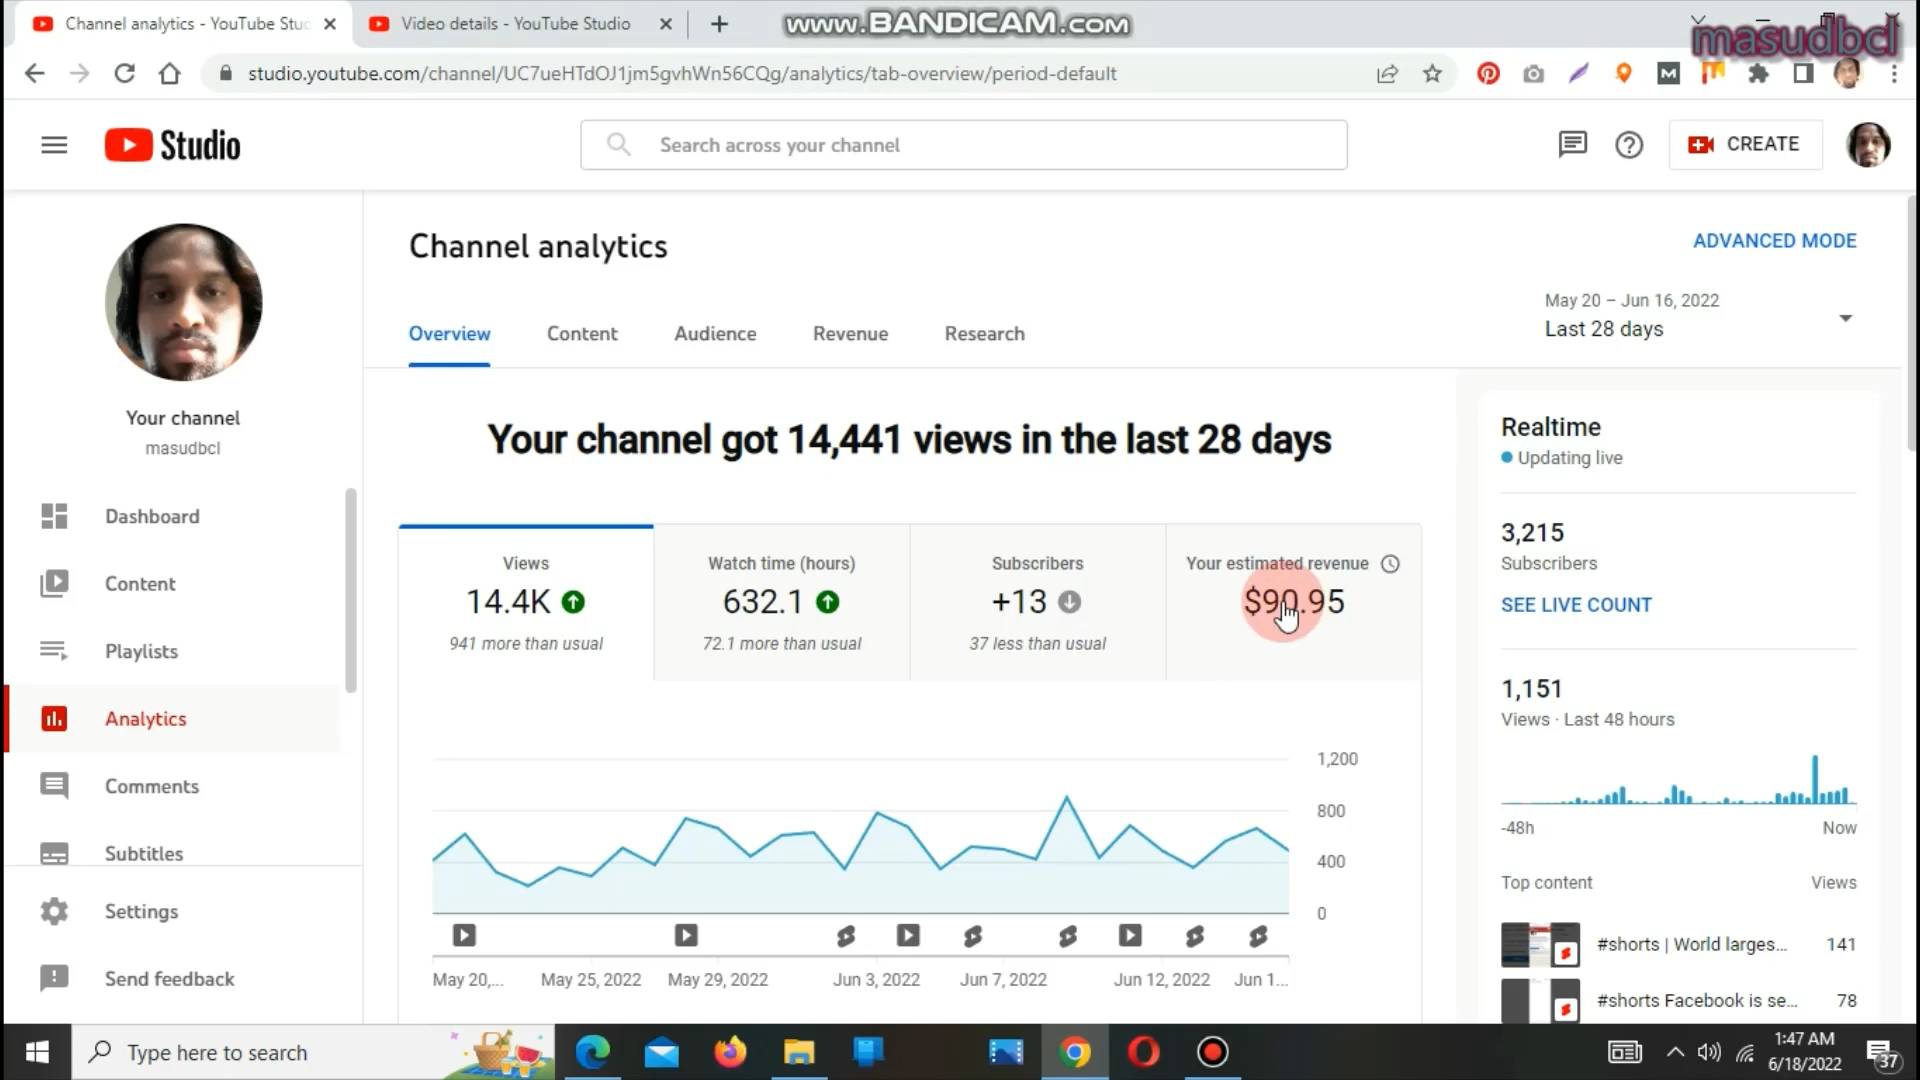 Channel analytics - YouTube Stuc
Video details - YouTube Studio
www.BANDICAM.com
masudbcl
studio.youtube.com/channel/UC7ueHTdOJ1jm5gvhWn56CQg/analytics/tab-overview/period-default
Studio
Search across your channel
CREATE
Your channel
masudbcl
Dashboard
Content
Playlists
Analytics
Comments
Subtitles
Settings
Send feedback
Channel analytics
ADVANCED MODE
May 20 – Jun 16, 2022
Last 28 days
Overview
Content
Audience
Revenue
Research
Your channel got 14,441 views in the last 28 days
Views
14.4K
941 more than usual
Watch time (hours)
632.1
72.1 more than usual
Subscribers
+13
37 less than usual
Your estimated revenue
$90.95
1,200
800
400
0
May 20,...
May 25, 2022
May 29, 2022
Jun 3, 2022
Jun 7, 2022
Jun 12, 2022
Jun 1...
Realtime
Updating live
3,215
Subscribers
SEE LIVE COUNT
1,151
Views · Last 48 hours
-48h
Now
Top content
Views
#shorts | World larges...
141
#shorts Facebook is se...
78
Type here to search
1:47 AM
6/18/2022
37